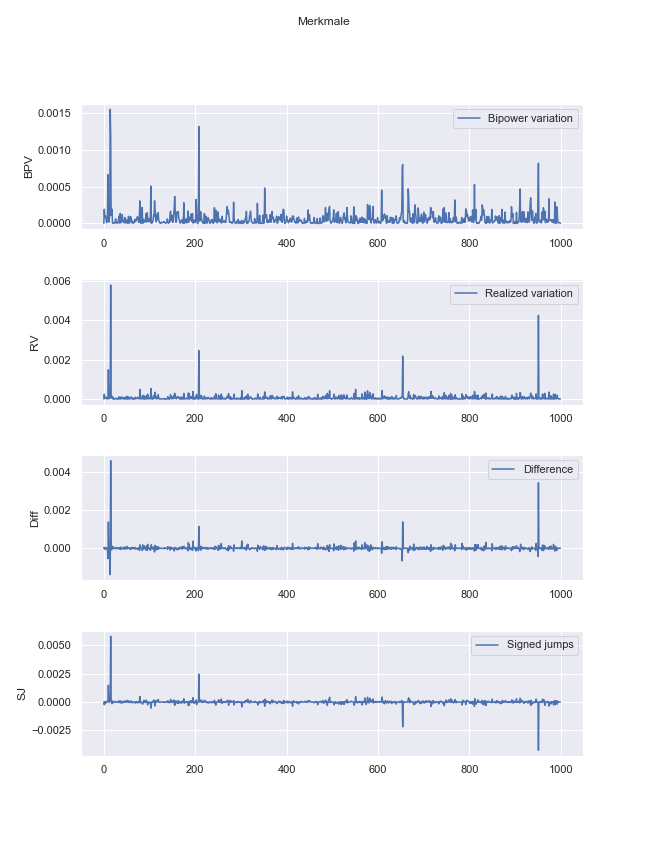 Merkmale
BPV
0.0015
0.0010
0.0005
0.0000
Bipower variation
0 200 400 600 800 1000
RV
0.006
0.004
0.002
0.000
Realized variation
0 200 400 600 800 1000
Diff
0.004
0.002
0.000
Difference
0 200 400 600 800 1000
SJ
0.0050
0.0025
0.0000
−0.0025
Signed jumps
0 200 400 600 800 1000